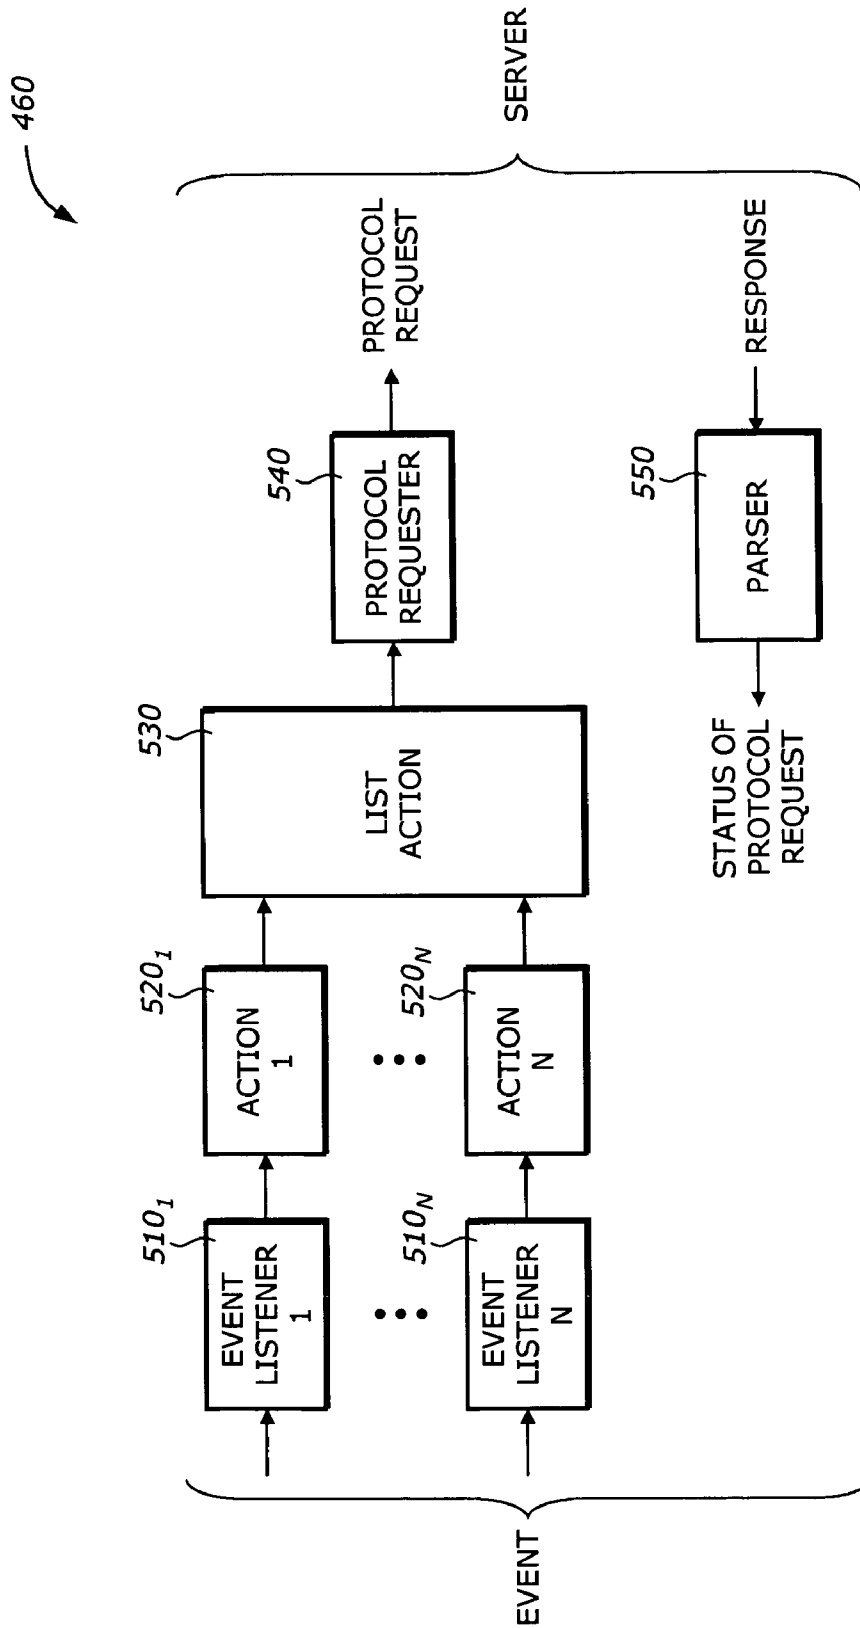 460
EVENT
510₁
EVENT
LISTENER
1
510N
EVENT
LISTENER
N
520₁
ACTION
1
520N
ACTION
N
530
LIST
ACTION
540
PROTOCOL
REQUESTER
PROTOCOL
REQUEST
SERVER
550
PARSER
RESPONSE
STATUS OF
PROTOCOL
REQUEST